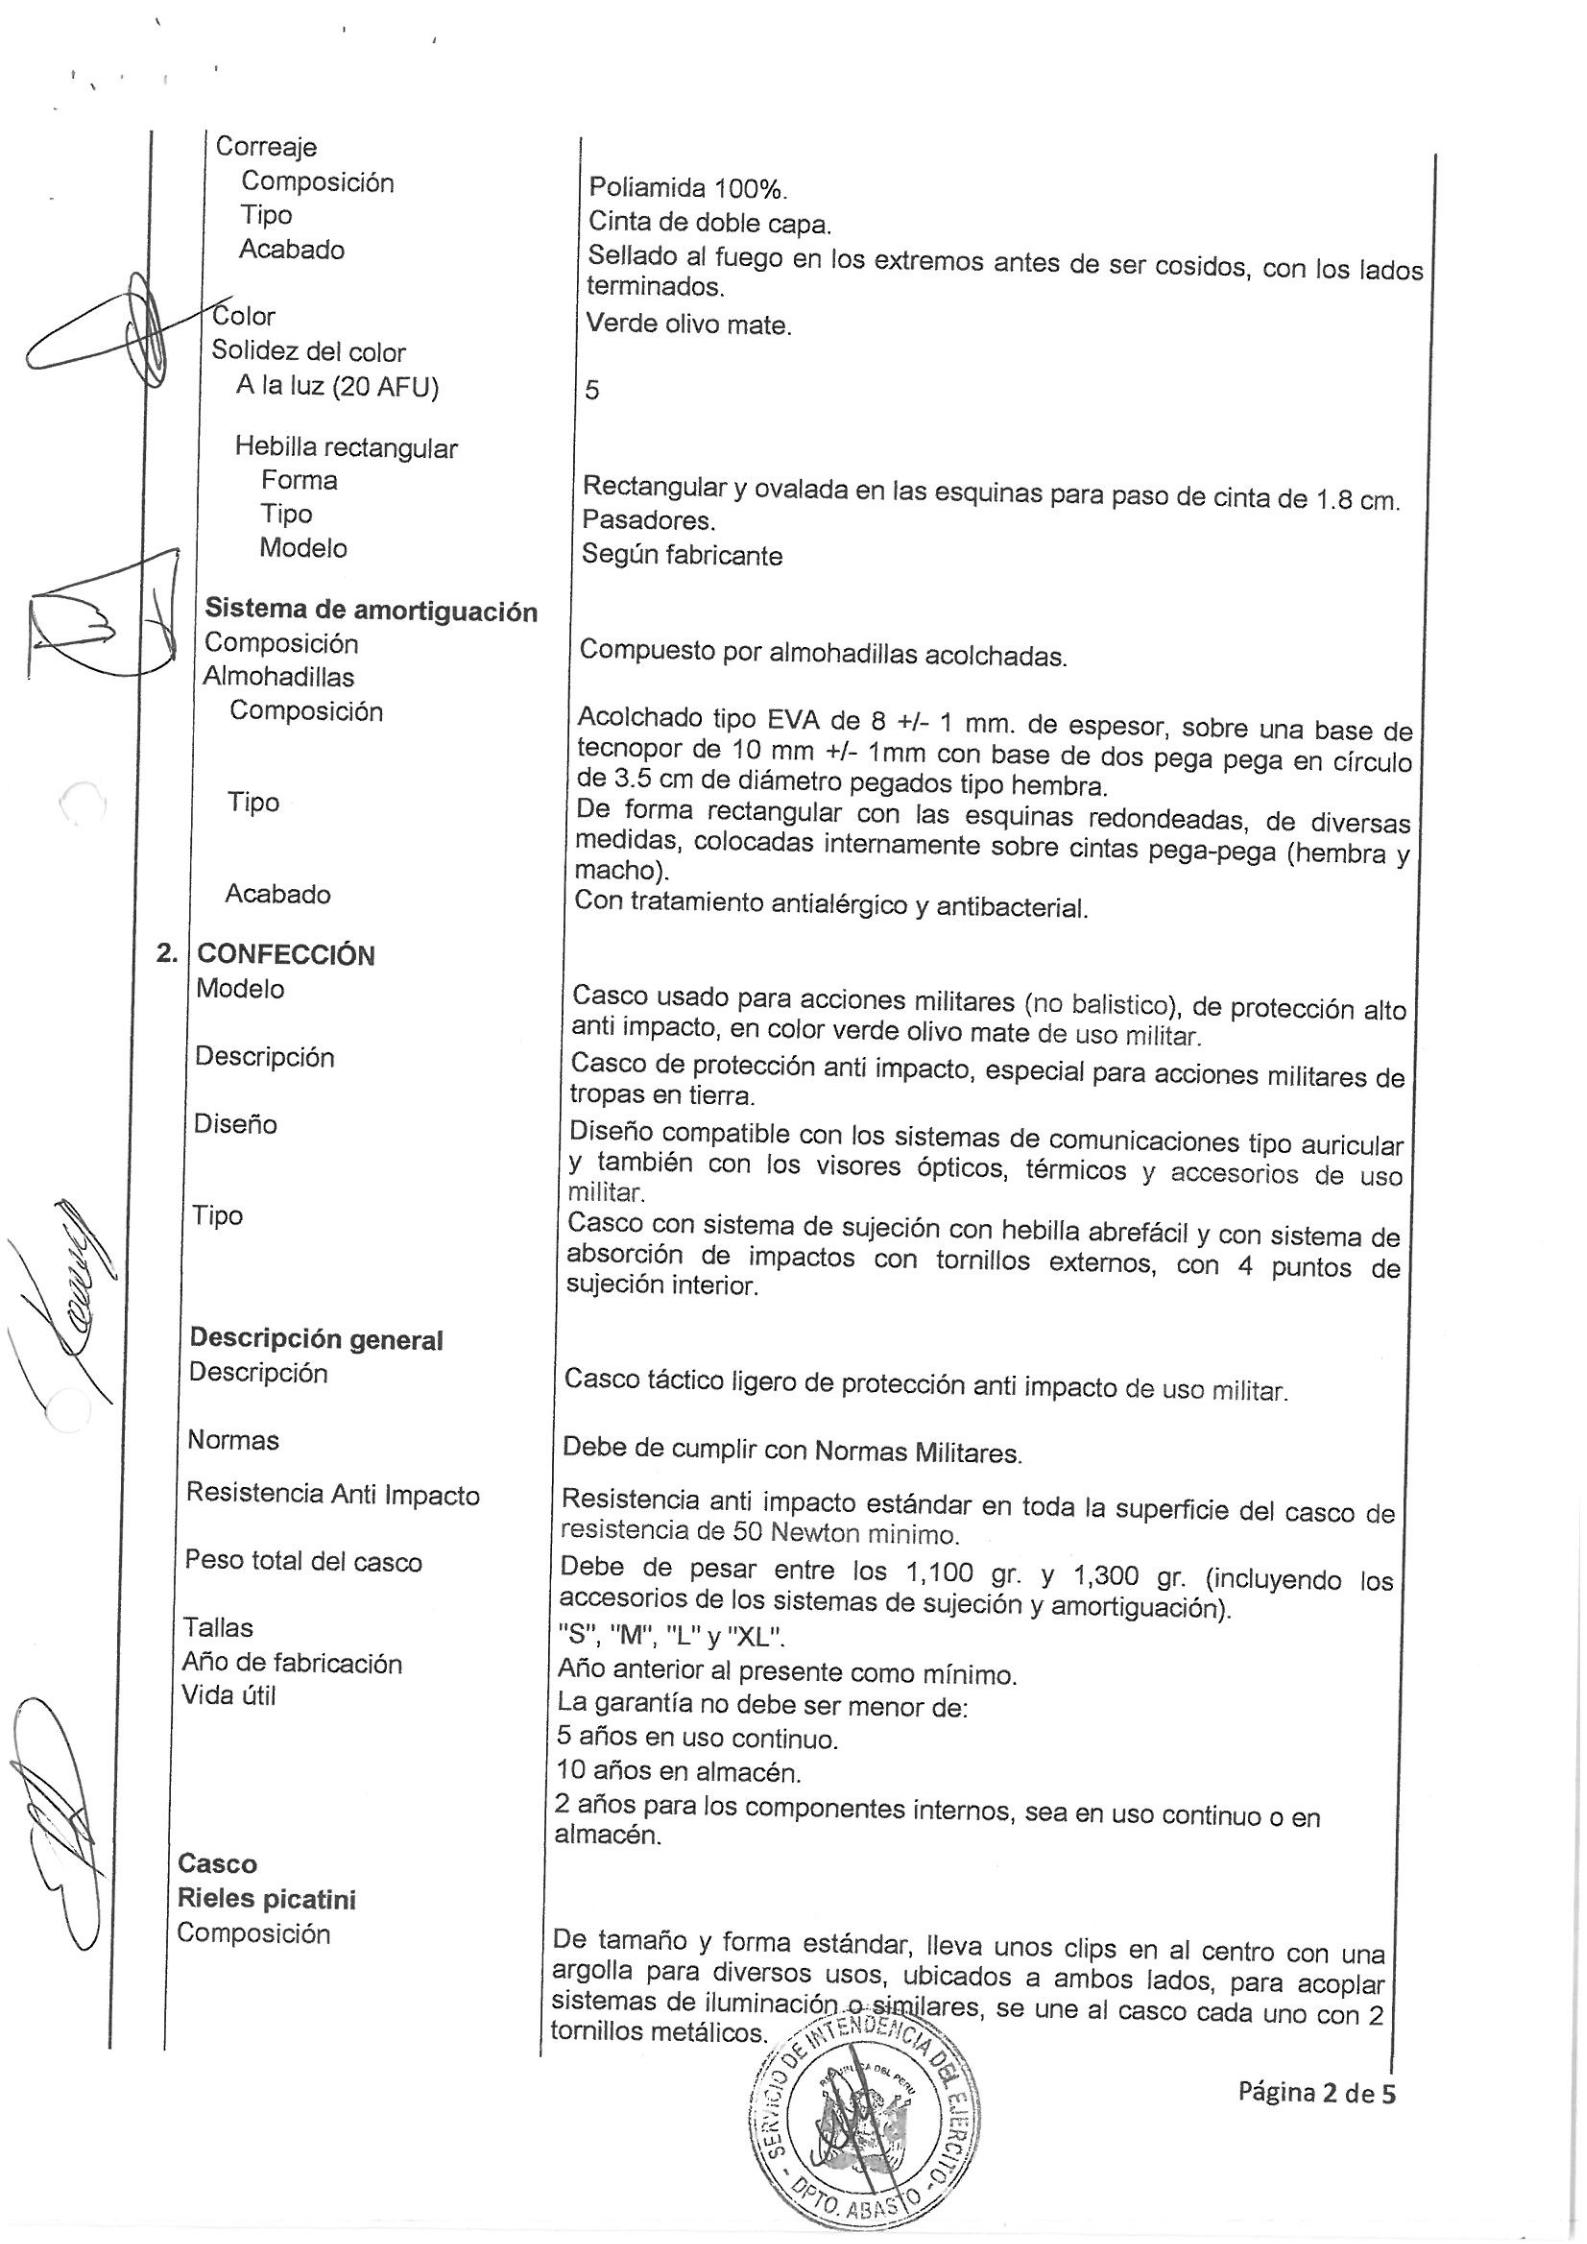 Correaje
Composición
Poliamida 100%.
Tipo
Cinta de doble capa.
Acabado
Sellado al fuego en los extremos antes de ser cosidos, con los lados
terminados.
Color
Verde olivo mate.
Solidez del color
A la luz (20 AFU)
5
Hebilla rectangular
Forma
Rectangular y ovalada en las esquinas para paso de cinta de 1.8 cm.
Tipo
Pasadores.
Modelo
Según fabricante
Sistema de amortiguación
Composición
Compuesto por almohadillas acolchadas.
Almohadillas
Composición
Acolchado tipo EVA de 8 +/- 1 mm. de espesor, sobre una base de
tecnopor de 10 mm +/- 1mm con base de dos pega pega en círculo
de 3.5 cm de diámetro pegados tipo hembra.
Tipo
De forma rectangular con las esquinas redondeadas, de diversas
medidas, colocadas internamente sobre cintas pega-pega (hembra y
macho).
Acabado
Con tratamiento antialérgico y antibacterial.
2. CONFECCIÓN
Modelo
Casco usado para acciones militares (no balistico), de protección alto
anti impacto, en color verde olivo mate de uso militar.
Descripción
Casco de protección anti impacto, especial para acciones militares de
tropas en tierra.
Diseño
Diseño compatible con los sistemas de comunicaciones tipo auricular
y también con los visores ópticos, térmicos y accesorios de uso
militar.
Tipo
Casco con sistema de sujeción con hebilla abrefácil y con sistema de
absorción de impactos con tornillos externos, con 4 puntos de
sujeción interior.
Descripción general
Descripción
Casco táctico ligero de protección anti impacto de uso militar.
Normas
Debe de cumplir con Normas Militares.
Resistencia Anti Impacto
Resistencia anti impacto estándar en toda la superficie del casco de
resistencia de 50 Newton minimo.
Peso total del casco
Debe de pesar entre los 1,100 gr. y 1,300 gr. (incluyendo los
accesorios de los sistemas de sujeción y amortiguación).
Tallas
"S", "M", "L" y "XL".
Año de fabricación
Año anterior al presente como mínimo.
Vida útil
La garantía no debe ser menor de:
5 años en uso continuo.
10 años en almacén.
2 años para los componentes internos, sea en uso continuo o en
almacén.
Casco
Rieles picatini
Composición
De tamaño y forma estándar, lleva unos clips en al centro con una
argolla para diversos usos, ubicados a ambos lados, para acoplar
sistemas de iluminación o similares, se une al casco cada uno con 2
tornillos metálicos.
SERVICIO DE INTENDENCIA DEL EJERCITO
REPUBLICA DEL PERU
- DPTO. ABASTO -
Página 2 de 5